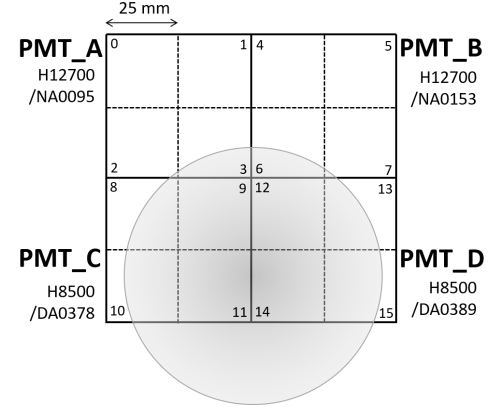 25 mm
PMT_A
H12700
/NA0095
0 1 4 5
PMT_B
H12700
/NA0153
2 3 6 7
8 9 12 13
PMT_C
H8500
/DA0378
10 11 14 15
PMT_D
H8500
/DA0389